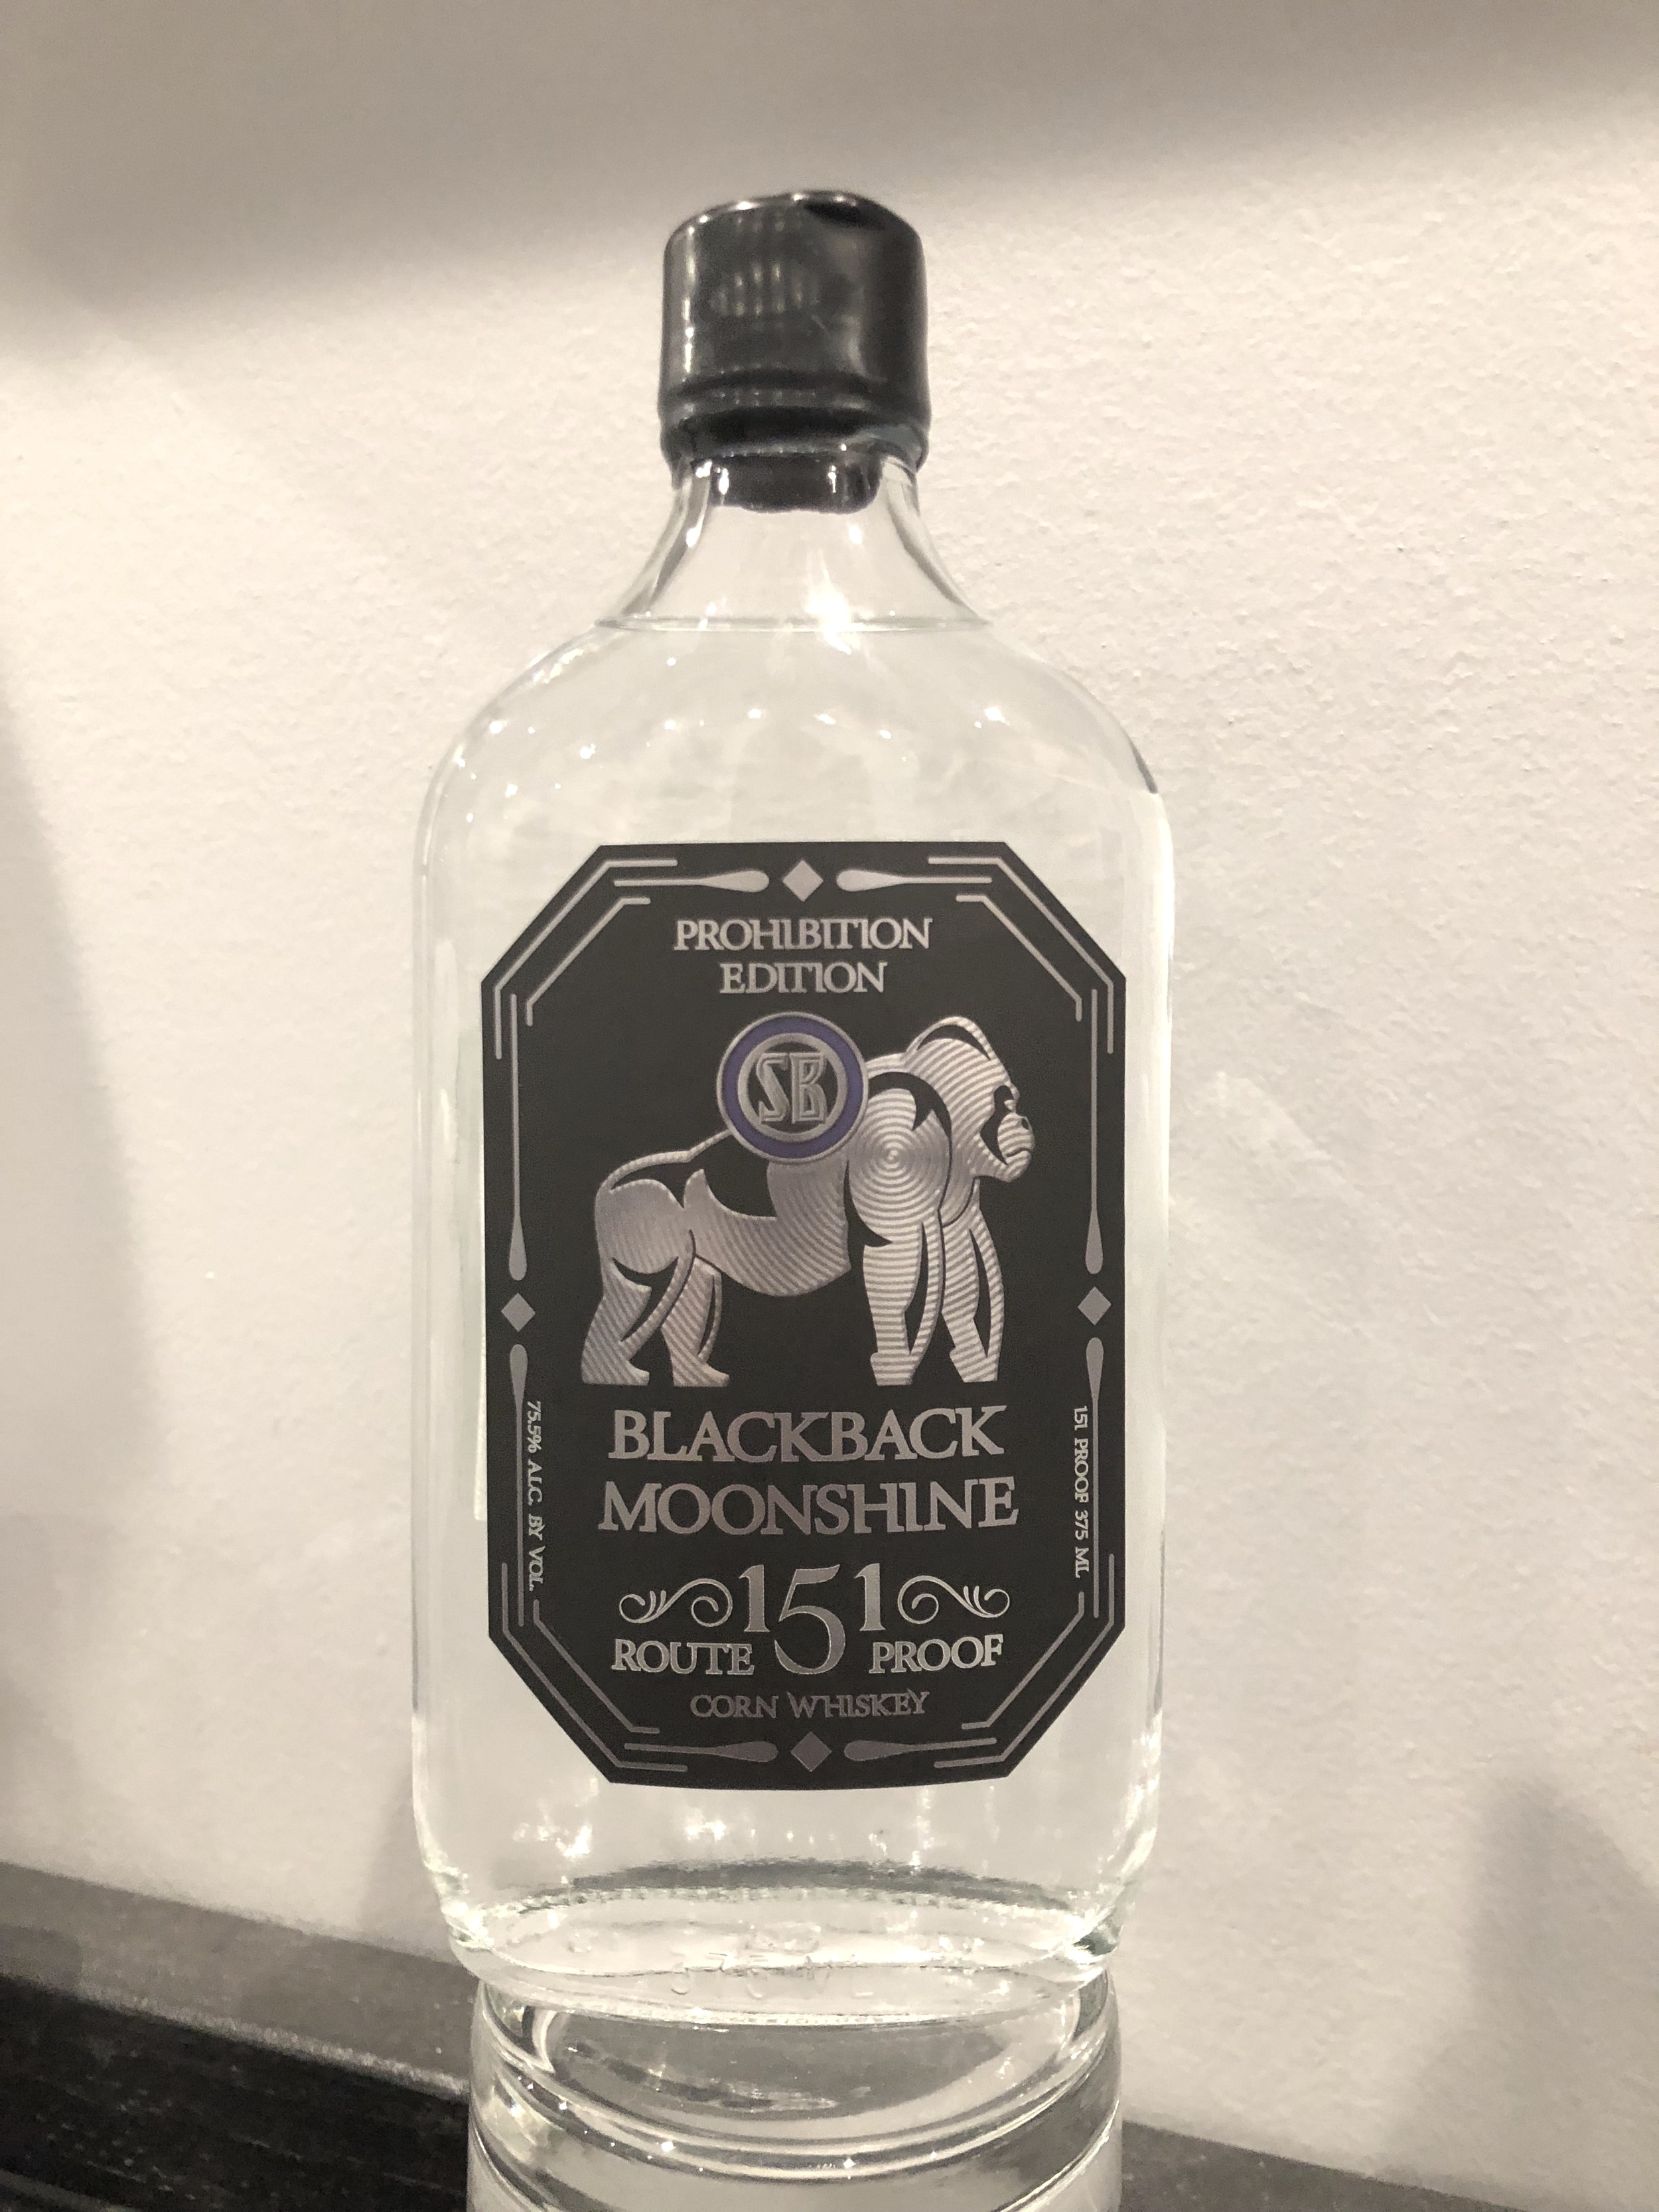 PROHIBITION
EDITION
SB
BLACKBACK
MOONSHINE
151
ROUTE PROOF
CORN WHISKEY
75.5% ALC. BY VOL.
151 PROOF 375 ML